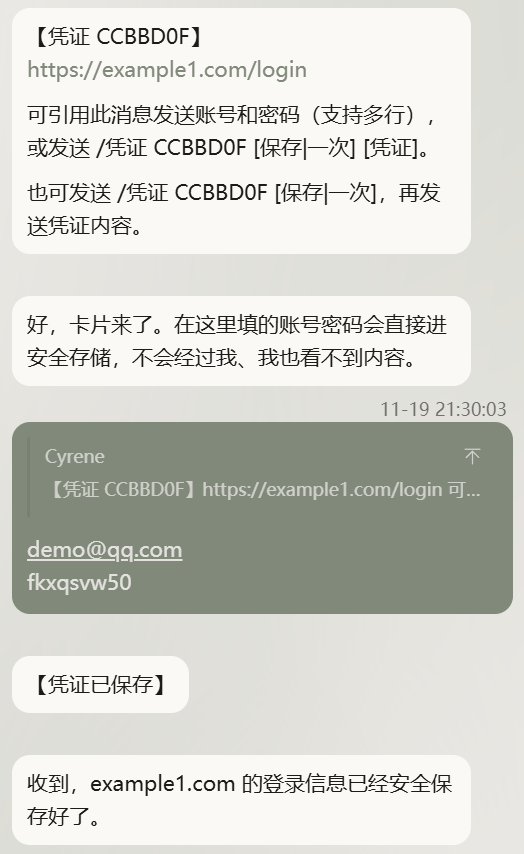 【凭证 CCBBD0F】
https://example1.com/login
可引用此消息发送账号和密码（支持多行），
或发送 /凭证 CCBBD0F [保存|一次] [凭证]。
也可发送 /凭证 CCBBD0F [保存|一次]，再发
送凭证内容。
好，卡片来了。在这里填的账号密码会直接进
安全存储，不会经过我、我也看不到内容。
11-19 21:30:03
Cyrene
【凭证 CCBBD0F】https://example1.com/login 可...
demo@qq.com
fkxqsvw50
【凭证已保存】
收到，example1.com 的登录信息已经安全保
存好了。